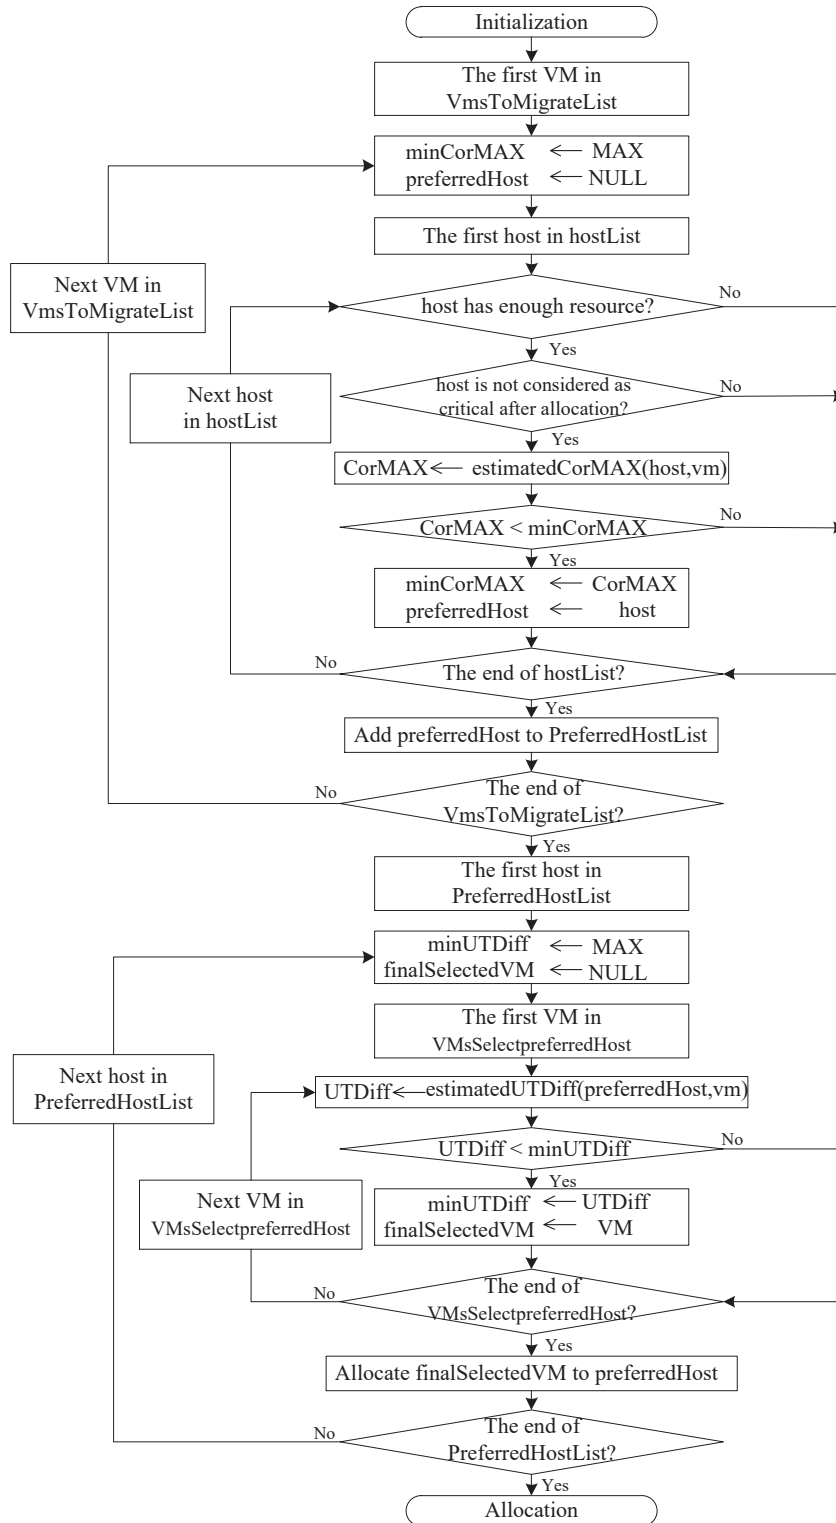 Initialization
The first VM in
VmsToMigrateList
minCorMAX ← MAX
preferredHost ← NULL
The first host in hostList
Next VM in
VmsToMigrateList
host has enough resource?
No
Yes
host is not considered as
critical after allocation?
No
Next host
in hostList
Yes
CorMAX ← estimatedCorMAX(host,vm)
CorMAX < minCorMAX
No
Yes
minCorMAX ← CorMAX
preferredHost ← host
The end of hostList?
No
Yes
Add preferredHost to PreferredHostList
The end of
VmsToMigrateList?
No
Yes
The first host in
PreferredHostList
minUTDiff ← MAX
finalSelectedVM ← NULL
The first VM in
VMsSelectpreferredHost
Next host in
PreferredHostList
UTDiff ← estimatedUTDiff(preferredHost,vm)
UTDiff < minUTDiff
No
Yes
Next VM in
VMsSelectpreferredHost
minUTDiff ← UTDiff
finalSelectedVM ← VM
The end of
VMsSelectpreferredHost?
No
Yes
Allocate finalSelectedVM to preferredHost
The end of
PreferredHostList?
No
Yes
Allocation